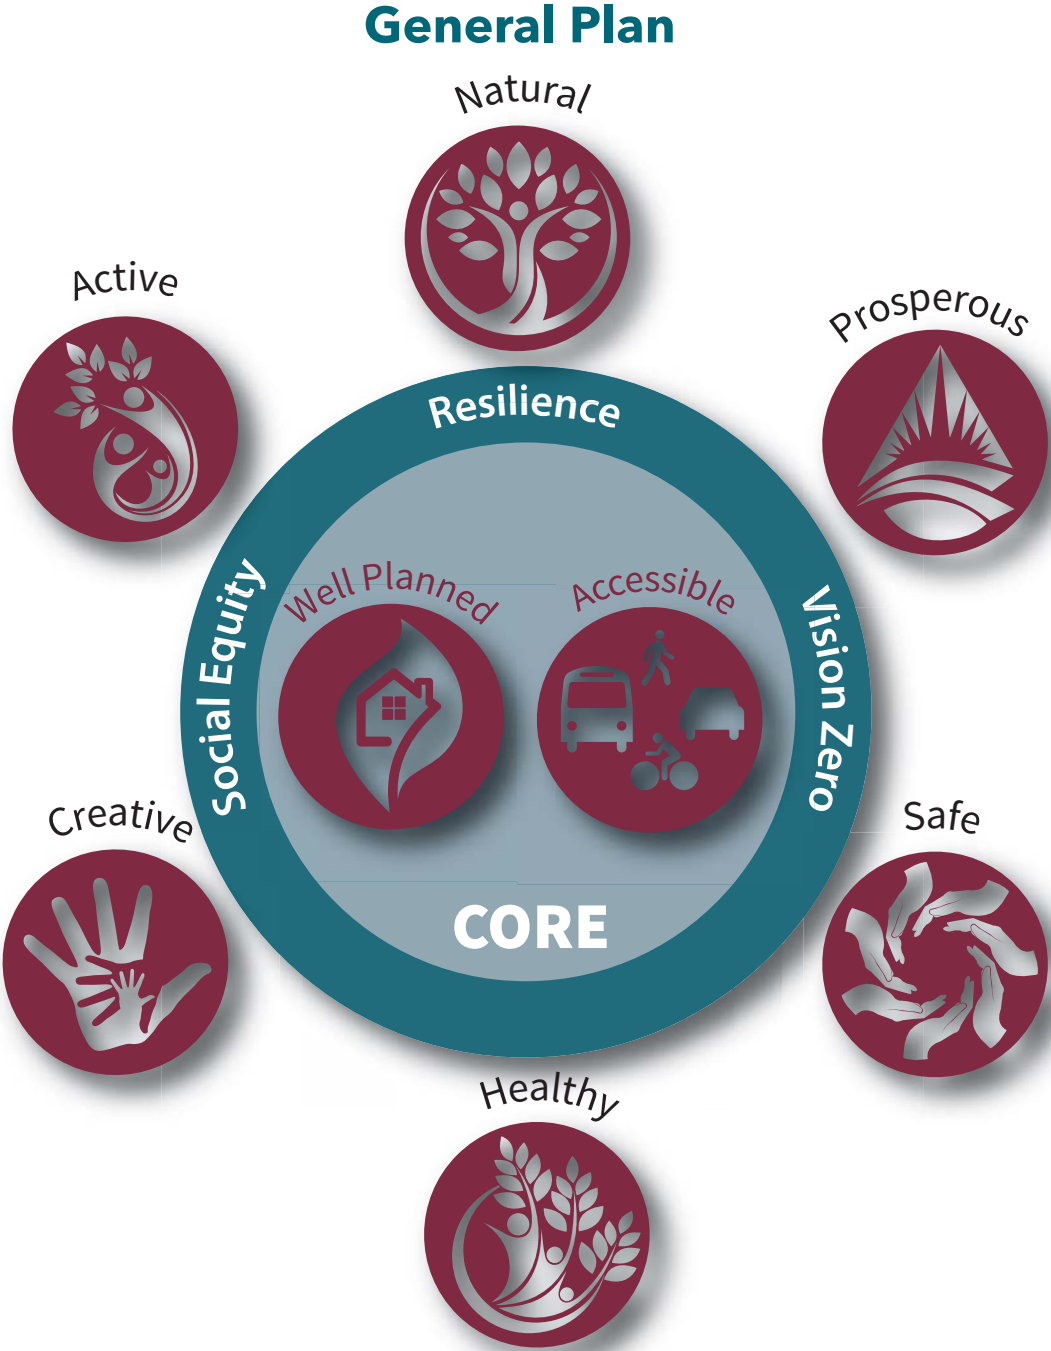 General Plan
Natural
Active
Prosperous
Resilience
Social Equity
Well Planned
Accessible
Vision Zero
Creative
Safe
CORE
Healthy